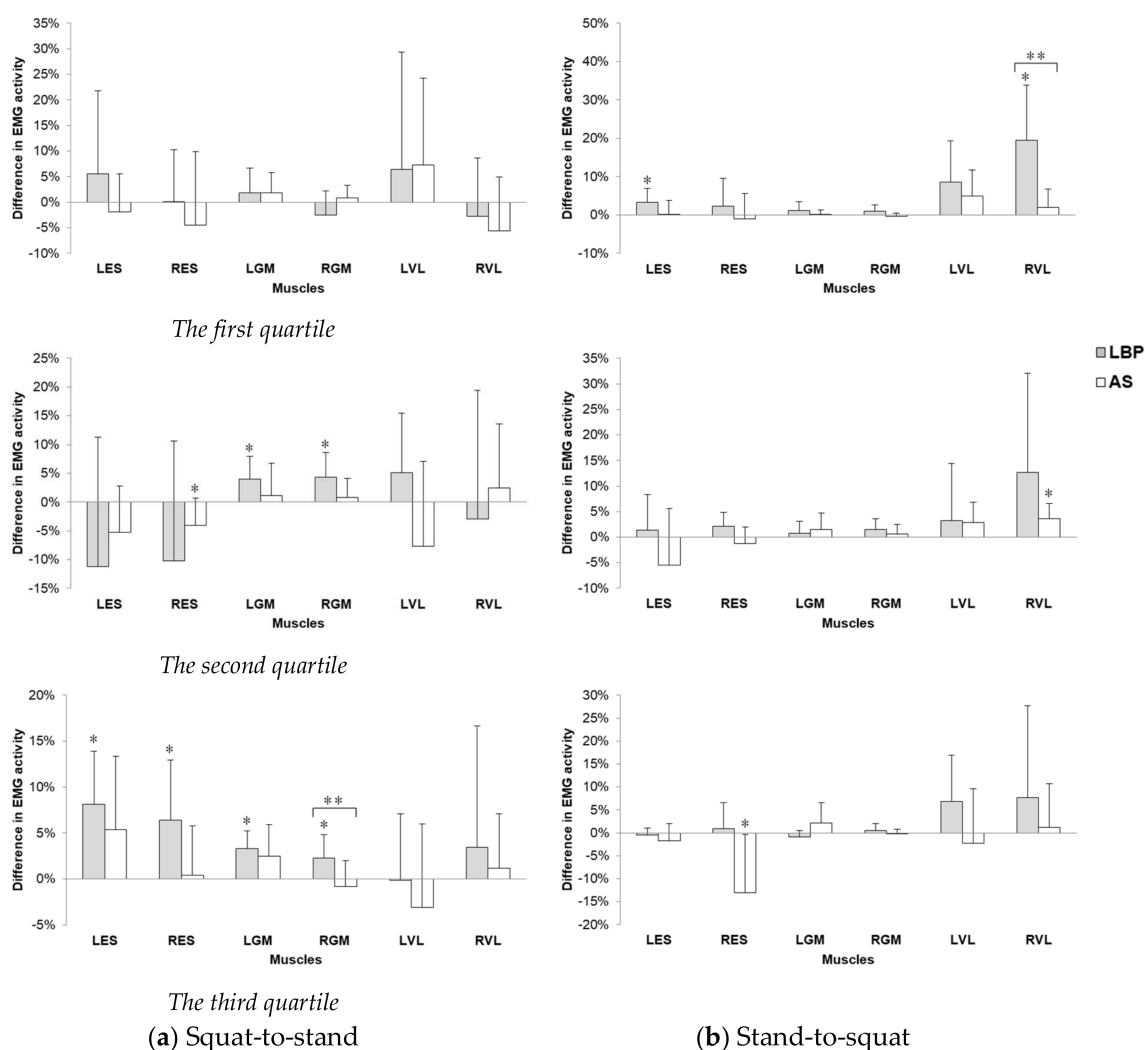 35%
30%
25%
20%
15%
10%
5%
0%
-5%
-10%
Difference in EMG activity
LES RES LGM RGM LVL RVL
Muscles
50%
40%
30%
20%
10%
0%
10%
Difference in EMG activity
*
*
**
LES RES LGM RGM LVL RVL
Muscles
The first quartile
25%
20%
15%
10%
5%
0%
-5%
-10%
-15%
Difference in EMG activity
*
*
*
LES RES LGM RGM LVL RVL
Muscles
35%
30%
25%
20%
15%
10%
5%
0%
-5%
-10%
Difference in EMG activity
*
LES RES LGM RGM LVL RVL
Muscles
LBP
AS
The second quartile
20%
15%
10%
5%
0%
-5%
Difference in EMG activity
*
*
*
*
**
LES RES LGM RGM LVL RVL
Muscles
30%
25%
20%
15%
10%
5%
0%
-5%
-10%
-15%
-20%
Difference in EMG activity
*
LES RES LGM RGM LVL RVL
Muscles
The third quartile
(a) Squat-to-stand
(b) Stand-to-squat